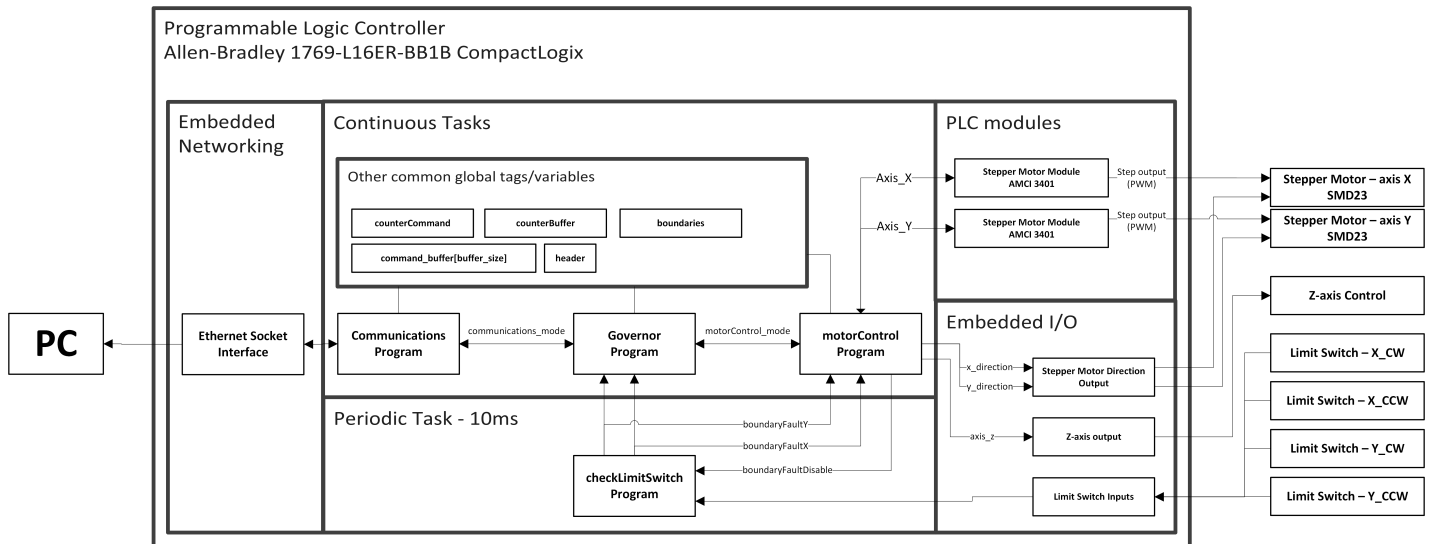 Programmable Logic Controller
Allen-Bradley 1769-L16ER-BB1B CompactLogix
Embedded
Networking
Continuous Tasks
PLC modules
Other common global tags/variables
counterCommand
counterBuffer
boundaries
command_buffer[buffer_size]
header
Axis_X
Axis_Y
Stepper Motor Module
AMCI 3401
Step output
(PWM)
Stepper Motor Module
AMCI 3401
Step output
(PWM)
Stepper Motor – axis X
SMD23
Stepper Motor – axis Y
SMD23
Z-axis Control
PC
Ethernet Socket
Interface
Communications
Program
communications_mode
Governor
Program
motorControl_mode
motorControl
Program
Embedded I/O
x_direction
y_direction
Stepper Motor Direction
Output
axis_z
Z-axis output
Limit Switch Inputs
Limit Switch – X_CW
Limit Switch – X_CCW
Limit Switch – Y_CW
Limit Switch – Y_CCW
Periodic Task - 10ms
boundaryFaultY
boundaryFaultX
boundaryFaultDisable
checkLimitSwitch
Program